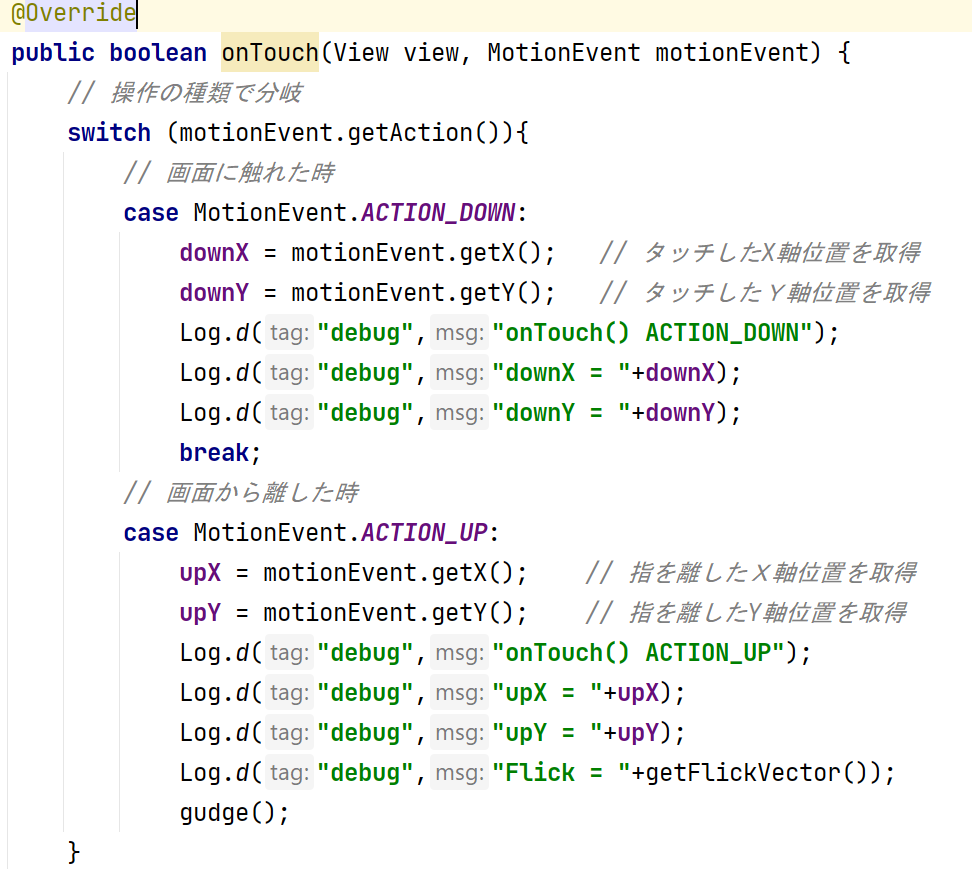 @Override
public boolean onTouch(View view, MotionEvent motionEvent) {
// 操作の種類で分岐
switch (motionEvent.getAction()){
// 画面に触れた時
case MotionEvent.ACTION_DOWN:
downX = motionEvent.getX();   // タッチしたX軸位置を取得
downY = motionEvent.getY();   // タッチしたＹ軸位置を取得
Log.d( tag: "debug", msg: "onTouch() ACTION_DOWN");
Log.d( tag: "debug", msg: "downX = "+downX);
Log.d( tag: "debug", msg: "downY = "+downY);
break;
// 画面から離した時
case MotionEvent.ACTION_UP:
upX = motionEvent.getX();    // 指を離したＸ軸位置を取得
upY = motionEvent.getY();    // 指を離したY軸位置を取得
Log.d( tag: "debug", msg: "onTouch() ACTION_UP");
Log.d( tag: "debug", msg: "upX = "+upX);
Log.d( tag: "debug", msg: "upY = "+upY);
Log.d( tag: "debug", msg: "Flick = "+getFlickVector());
gudge();
}